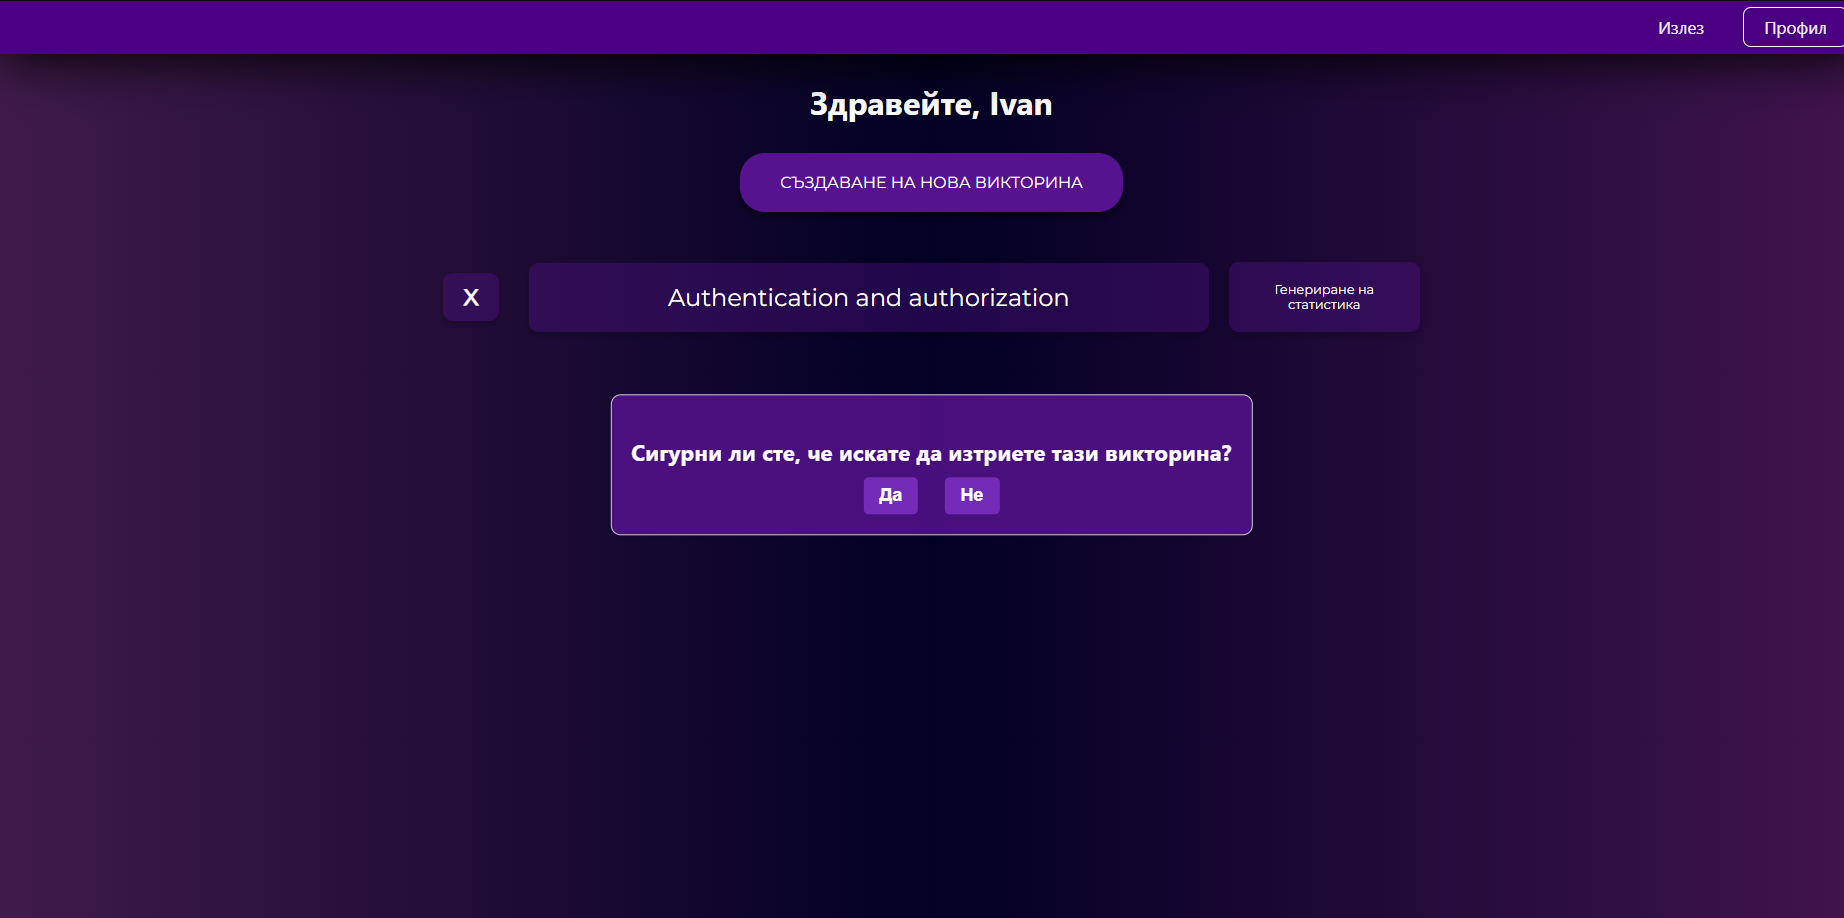 Излез
Профил
Здравейте, Ivan
СЪЗДАВАНЕ НА НОВА ВИКТОРИНА
X
Authentication and authorization
Генериране на
статистика
Сигурни ли сте, че искате да изтриете тази викторина?
Да
Не